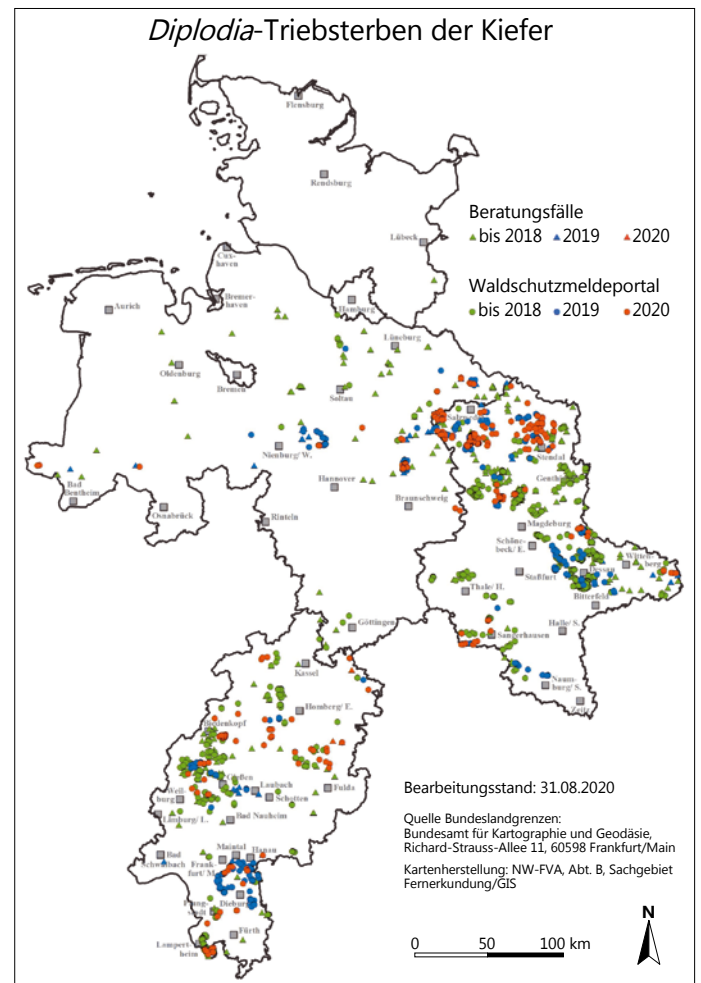 Diplodia-Triebsterben der Kiefer
Flensburg
Rendsburg
Beratungsfälle
bis 2018 2019 2020
Lübeck
Waldschutzmeldeportal
bis 2018 2019 2020
Cux-
haven
Aurich
Bremer-
haven
Hamburg
Lüneburg
Oldenburg
Bremen
Soltau
Salzwedel
Nienburg/ W.
Stendal
Bad
Bentheim
Hannover
Genthin
Osnabrück
Braunschweig
Rinteln
Magdeburg
Schöne-
beck/ E.
Witten-
berg
Dessau
Staßfurt
Thale/ H.
Bitterfeld
Göttingen
Halle/ S.
Sangerhausen
Kassel
Naum-
burg/ S.
Zeitz
Homberg/ E.
Biedenkopf
Gießen
Laubach
Fulda
Weil-
burg
Schotten
Limburg/ L.
Bad Nauheim
Bearbeitungsstand: 31.08.2020
Quelle Bundeslandgrenzen:
Bundesamt für Kartographie und Geodäsie,
Richard-Strauss-Allee 11, 60598 Frankfurt/Main
Maintal
Hanau
Bad
Schwalbach
Frank-
furt/ M.
Kartenherstellung: NW-FVA, Abt. B, Sachgebiet
Fernerkundung/GIS
Dieburg
Fürth
Lampert-
heim
N
0 50 100 km